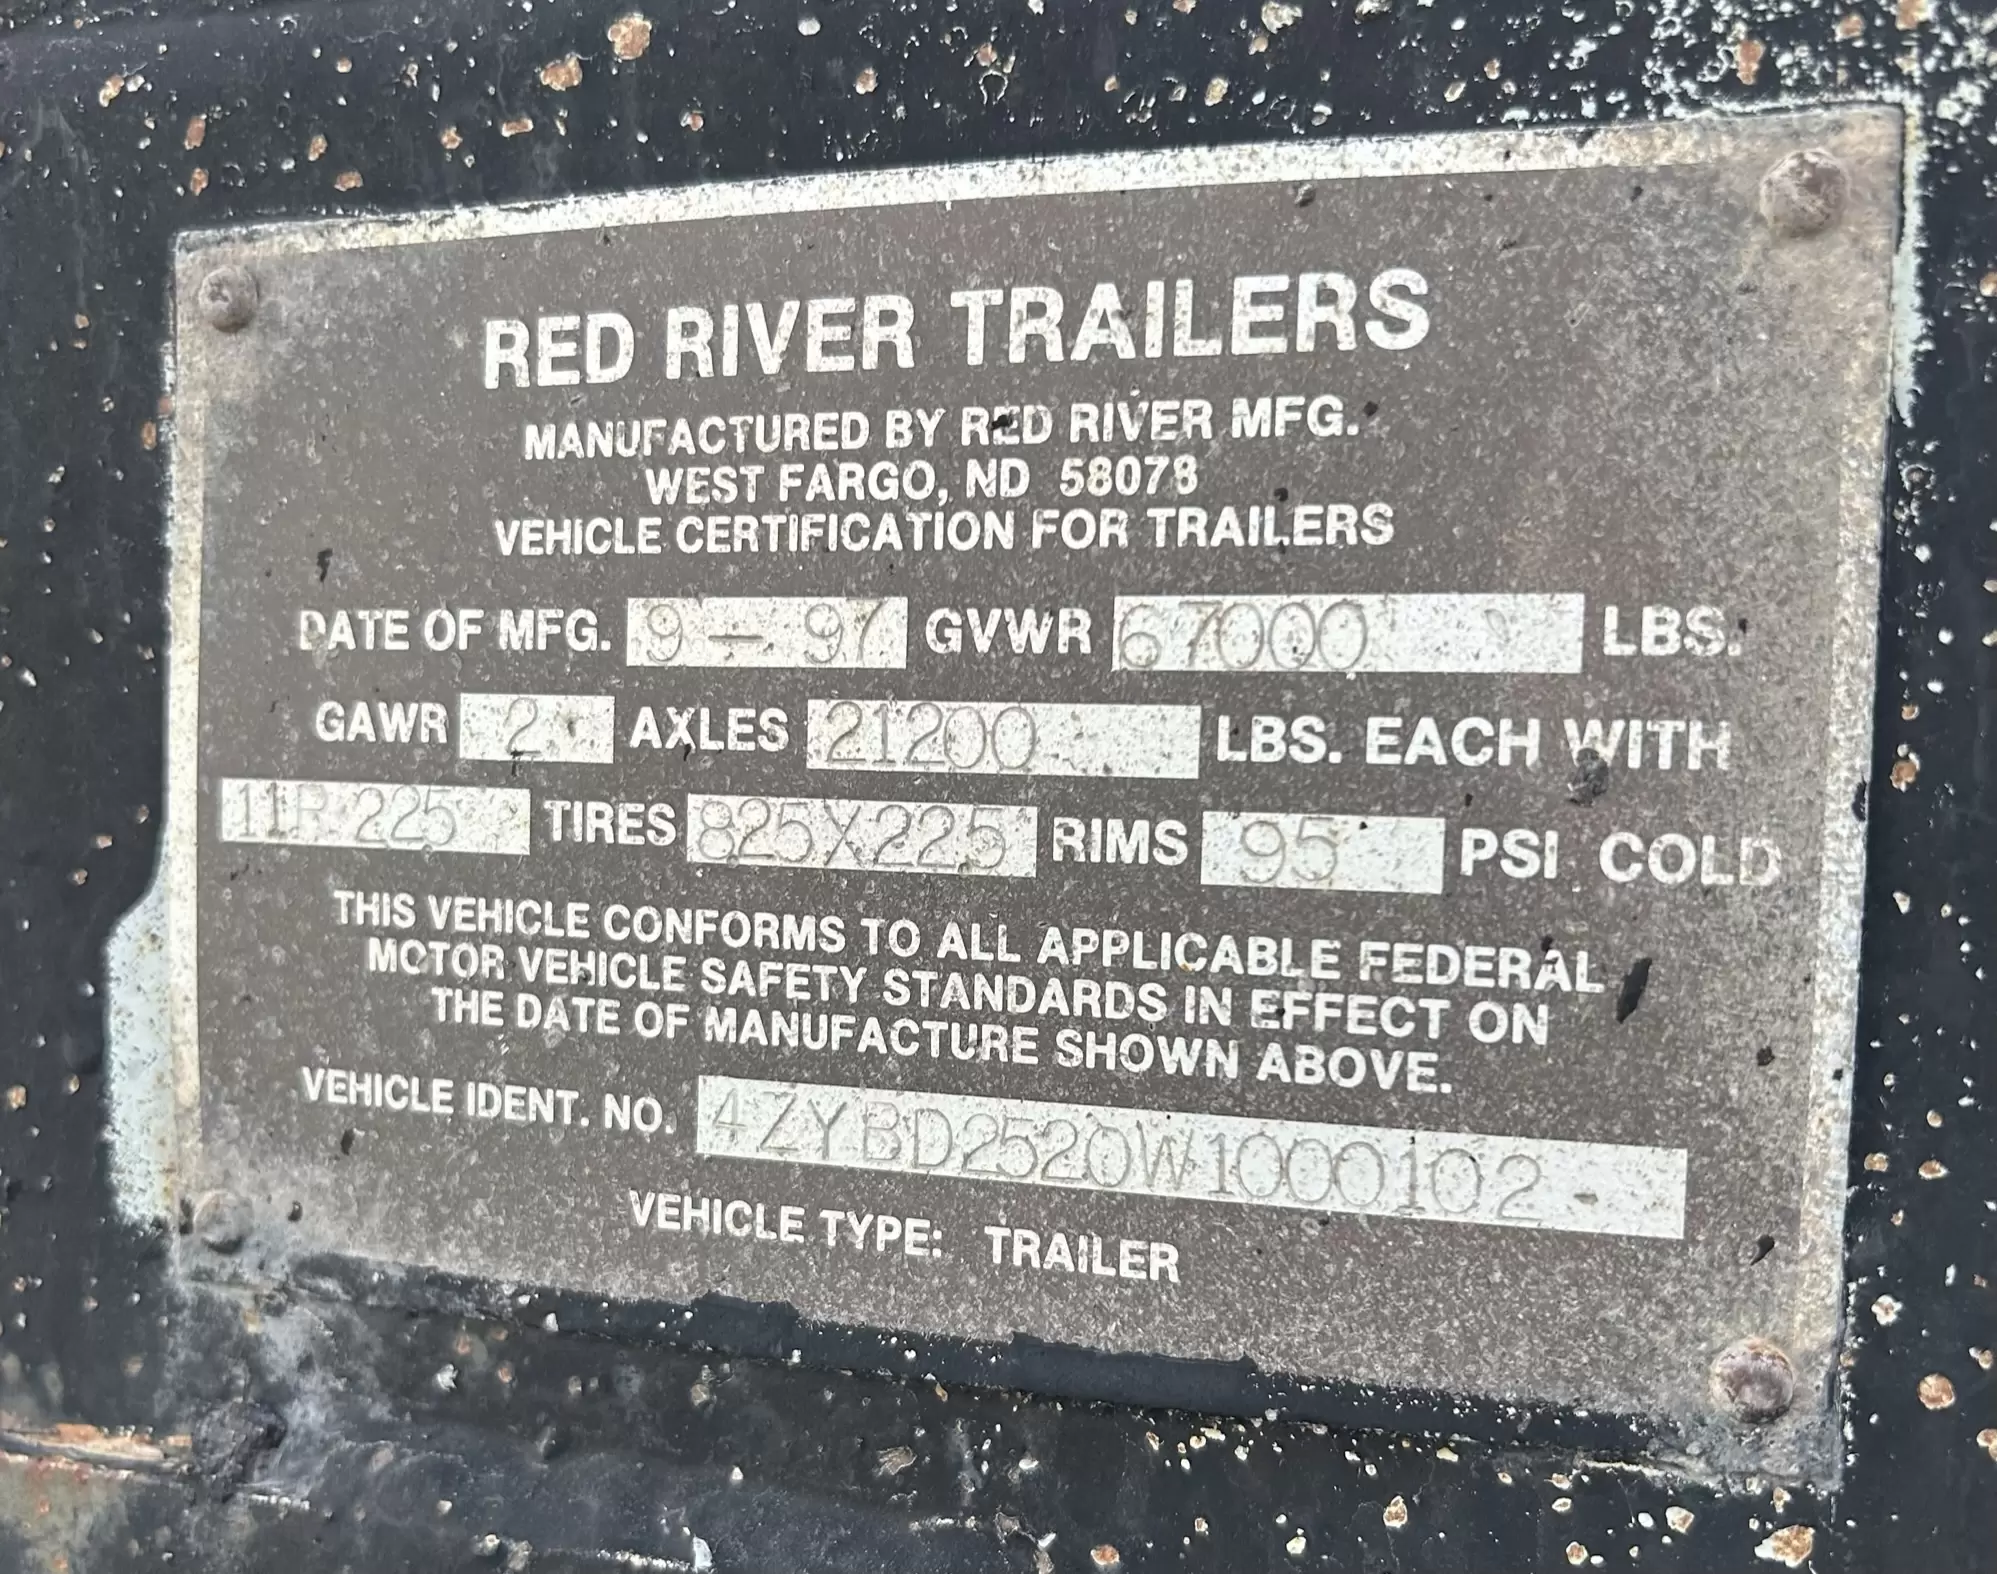 RED RIVER TRAILERS
MANUFACTURED BY RED RIVER MFG.
WEST FARGO, ND 58078
VEHICLE CERTIFICATION FOR TRAILERS
DATE OF MFG. 9-97 GVWR 67000 LBS.
GAWR 2 AXLES 21200 LBS. EACH WITH
11R 225 TIRES 825X225 RIMS 95 PSI COLD
THIS VEHICLE CONFORMS TO ALL APPLICABLE FEDERAL
MOTOR VEHICLE SAFETY STANDARDS IN EFFECT ON
THE DATE OF MANUFACTURE SHOWN ABOVE.
VEHICLE IDENT. NO. 4ZYBD2520W1000102
VEHICLE TYPE: TRAILER